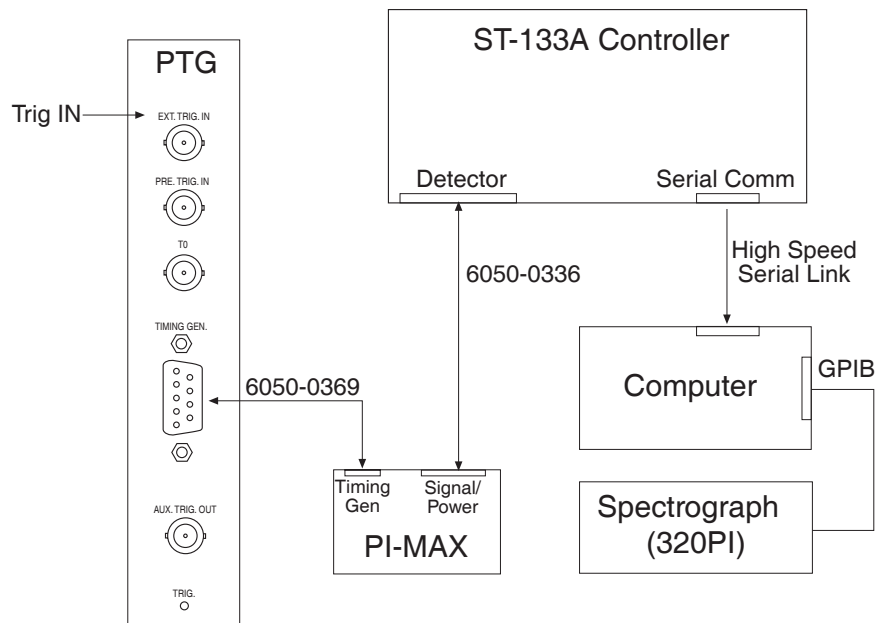 PTG
Trig IN
EXT. TRIG. IN
PRE. TRIG. IN
T0
TIMING GEN.
6050-0369
AUX. TRIG. OUT
TRIG.
ST-133A Controller
Detector
Serial Comm
6050-0336
High Speed
Serial Link
Computer
GPIB
Timing
Gen
Signal/
Power
PI-MAX
Spectrograph
(320PI)